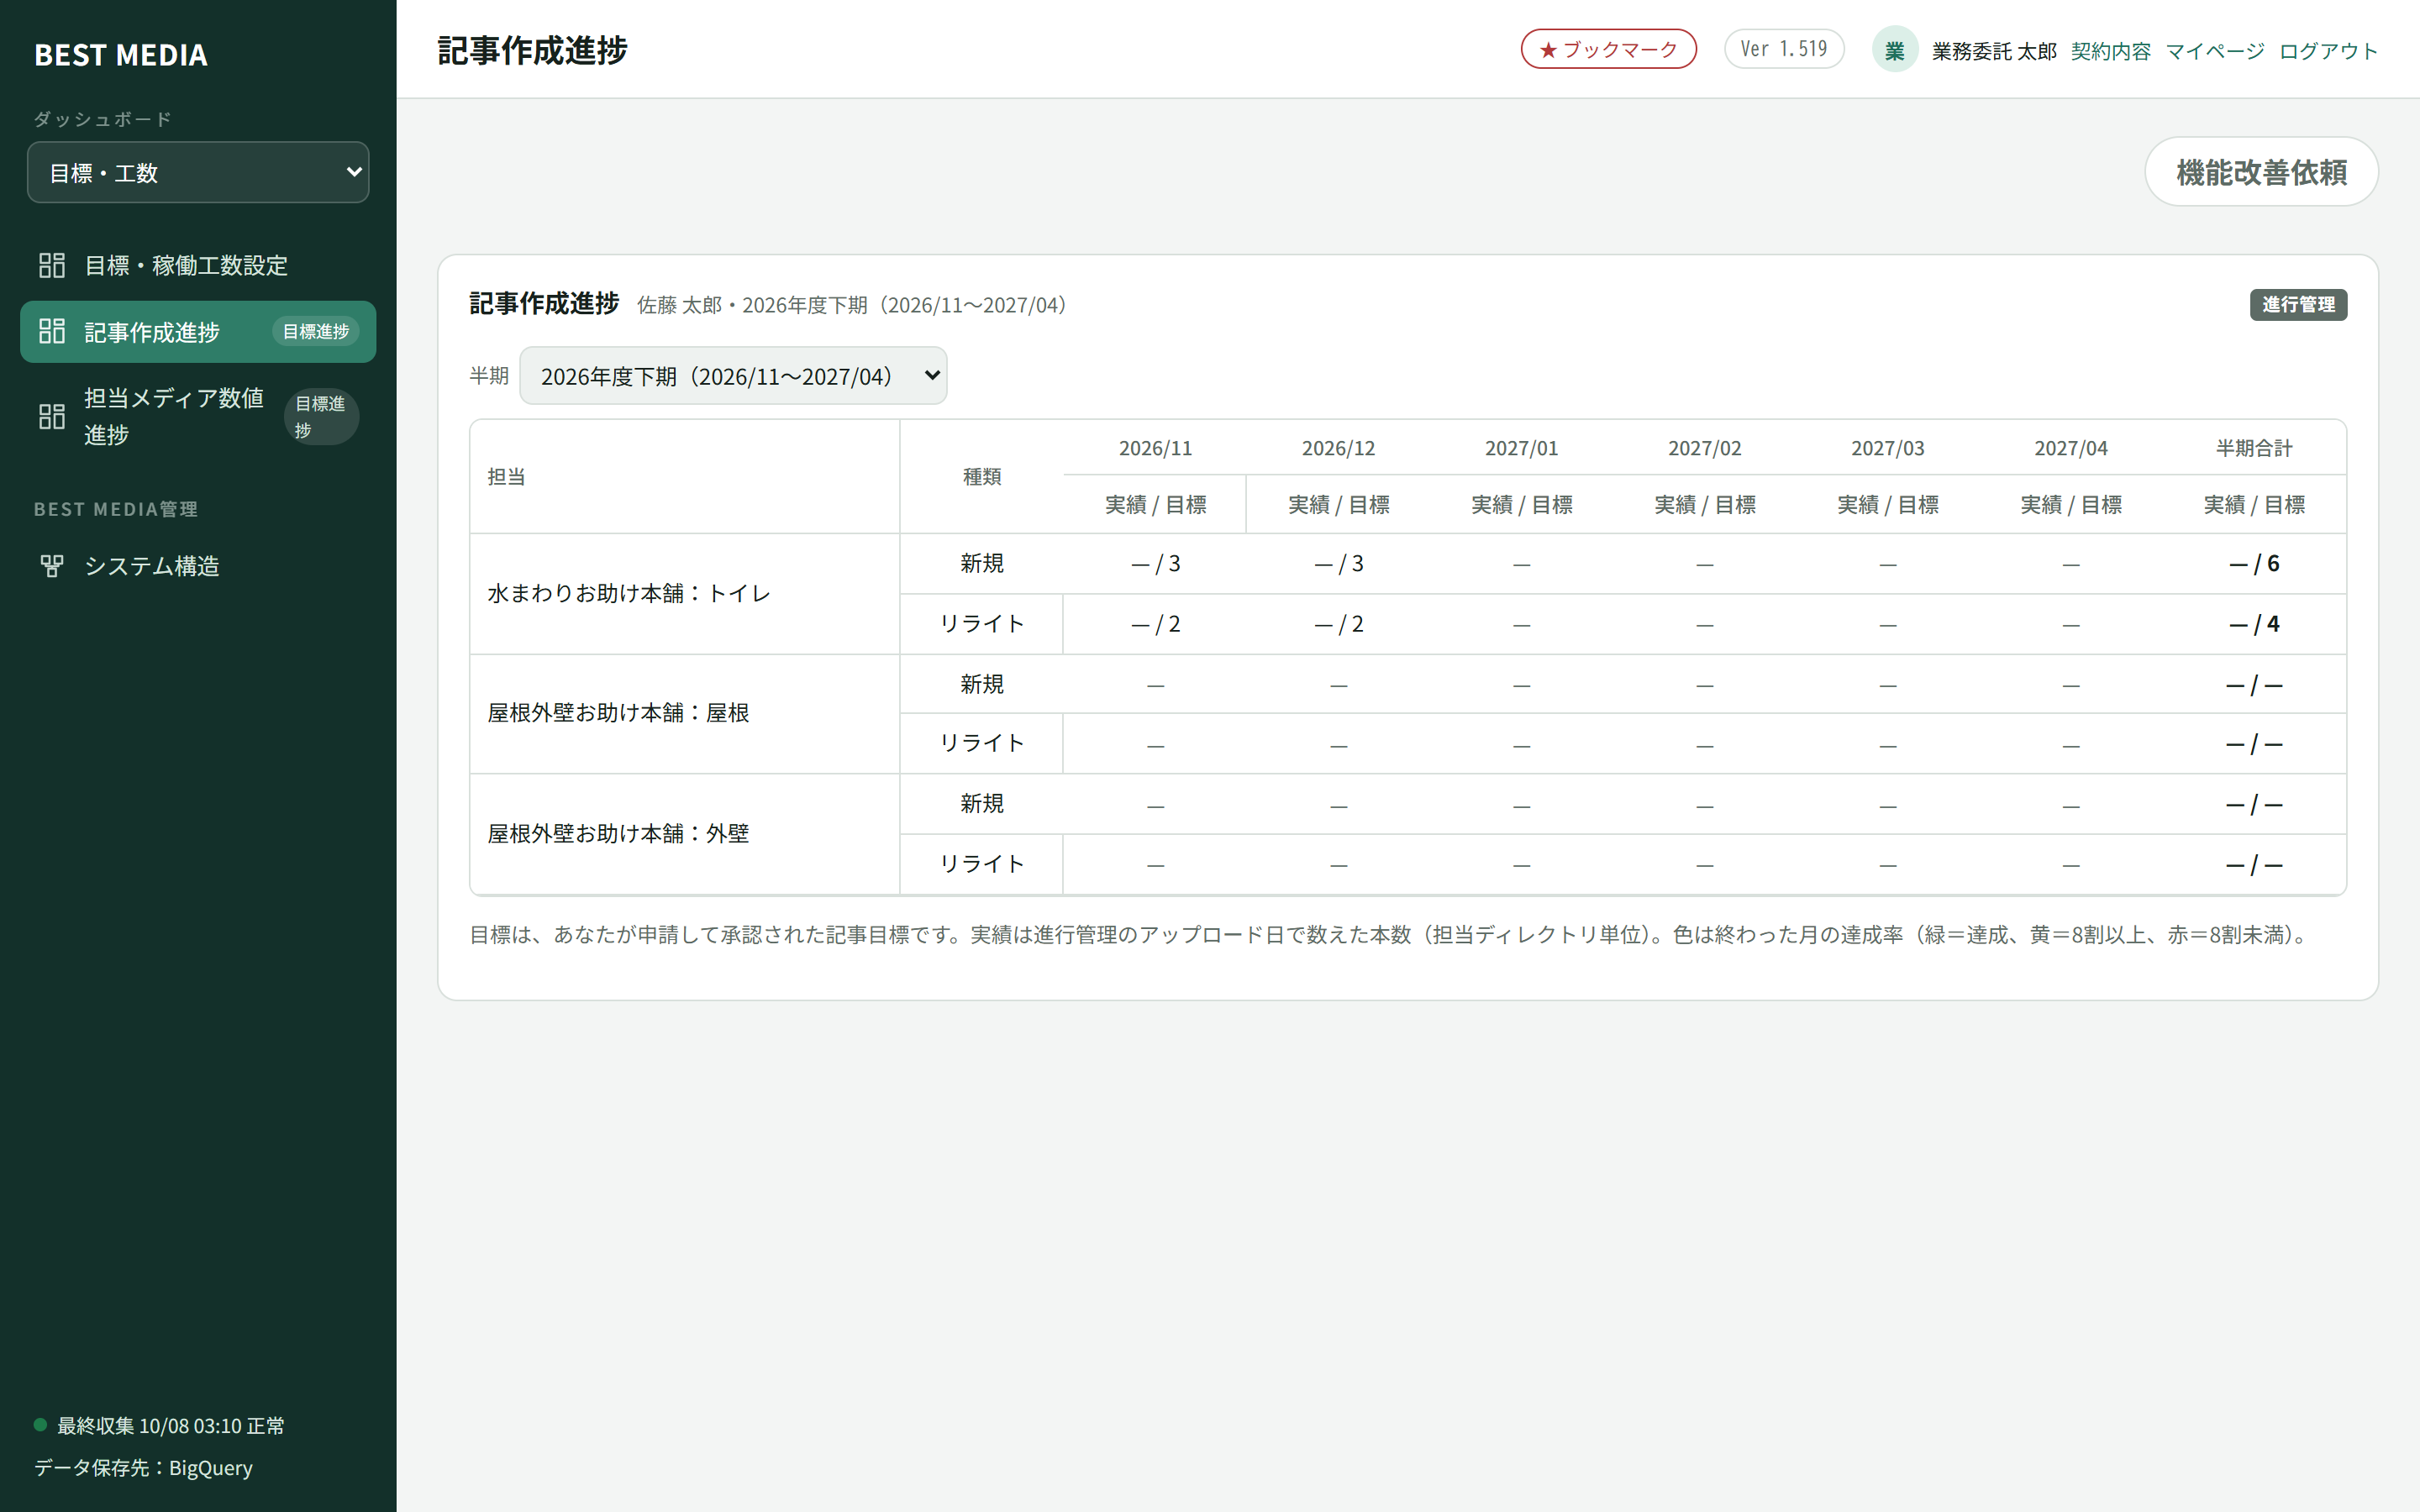 BEST MEDIA
ダッシュボード
目標・工数
目標・稼働工数設定
記事作成進捗 目標進捗
担当メディア数値
進捗
目標進
捗
BEST MEDIA管理
システム構造
最終収集 10/08 03:10 正常
データ保存先：BigQuery
記事作成進捗
★ ブックマーク Ver 1.519 業 業務委託 太郎 契約内容 マイページ ログアウト
機能改善依頼
記事作成進捗 佐藤 太郎・2026年度下期（2026/11〜2027/04） 進行管理
半期 2026年度下期（2026/11〜2027/04）
担当 種類 2026/11 2026/12 2027/01 2027/02 2027/03 2027/04 半期合計
実績 / 目標 実績 / 目標 実績 / 目標 実績 / 目標 実績 / 目標 実績 / 目標 実績 / 目標
水まわりお助け本舗：トイレ
新規 — / 3 — / 3 — — — — — / 6
リライト — / 2 — / 2 — — — — — / 4
屋根外壁お助け本舗：屋根
新規 — — — — — — — / —
リライト — — — — — — — / —
屋根外壁お助け本舗：外壁
新規 — — — — — — — / —
リライト — — — — — — — / —
目標は、あなたが申請して承認された記事目標です。実績は進行管理のアップロード日で数えた本数（担当ディレクトリ単位）。色は終わった月の達成率（緑＝達成、黄＝8割以上、赤＝8割未満）。